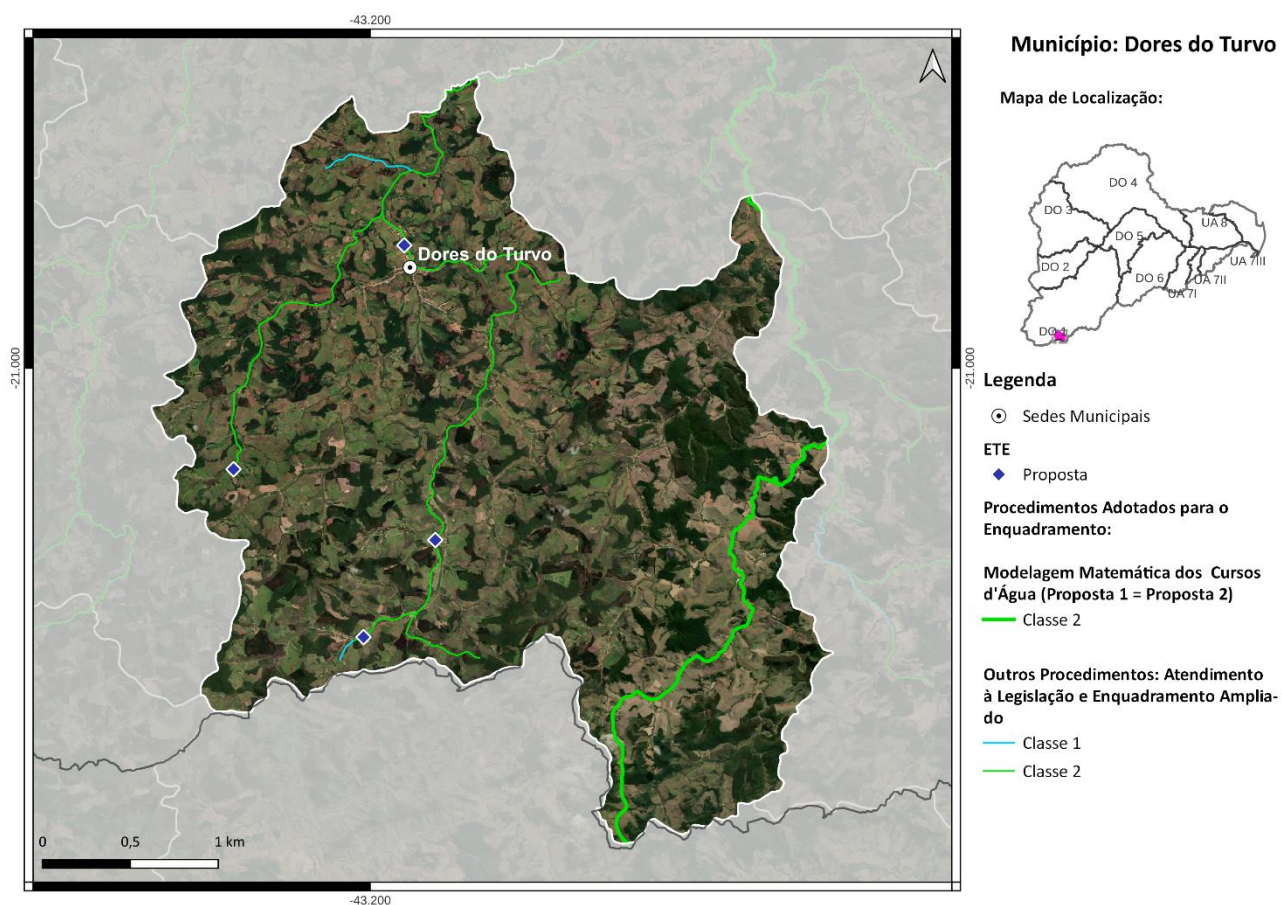 -43.200
Município: Dores do Turvo
Mapa de Localização:
DO 4
DO 3
UA 8
DO 5
UA 7III
DO 2
DO 6
UA 7II
UA 7I
DO 1
Dores do Turvo
-21.000
-21.000
Legenda
Sedes Municipais
ETE
Proposta
Procedimentos Adotados para o
Enquadramento:
Modelagem Matemática dos Cursos
d'Água (Proposta 1 = Proposta 2)
Classe 2
Outros Procedimentos: Atendimento
à Legislação e Enquadramento Amplia-
do
Classe 1
Classe 2
0 0,5 1 km
-43.200